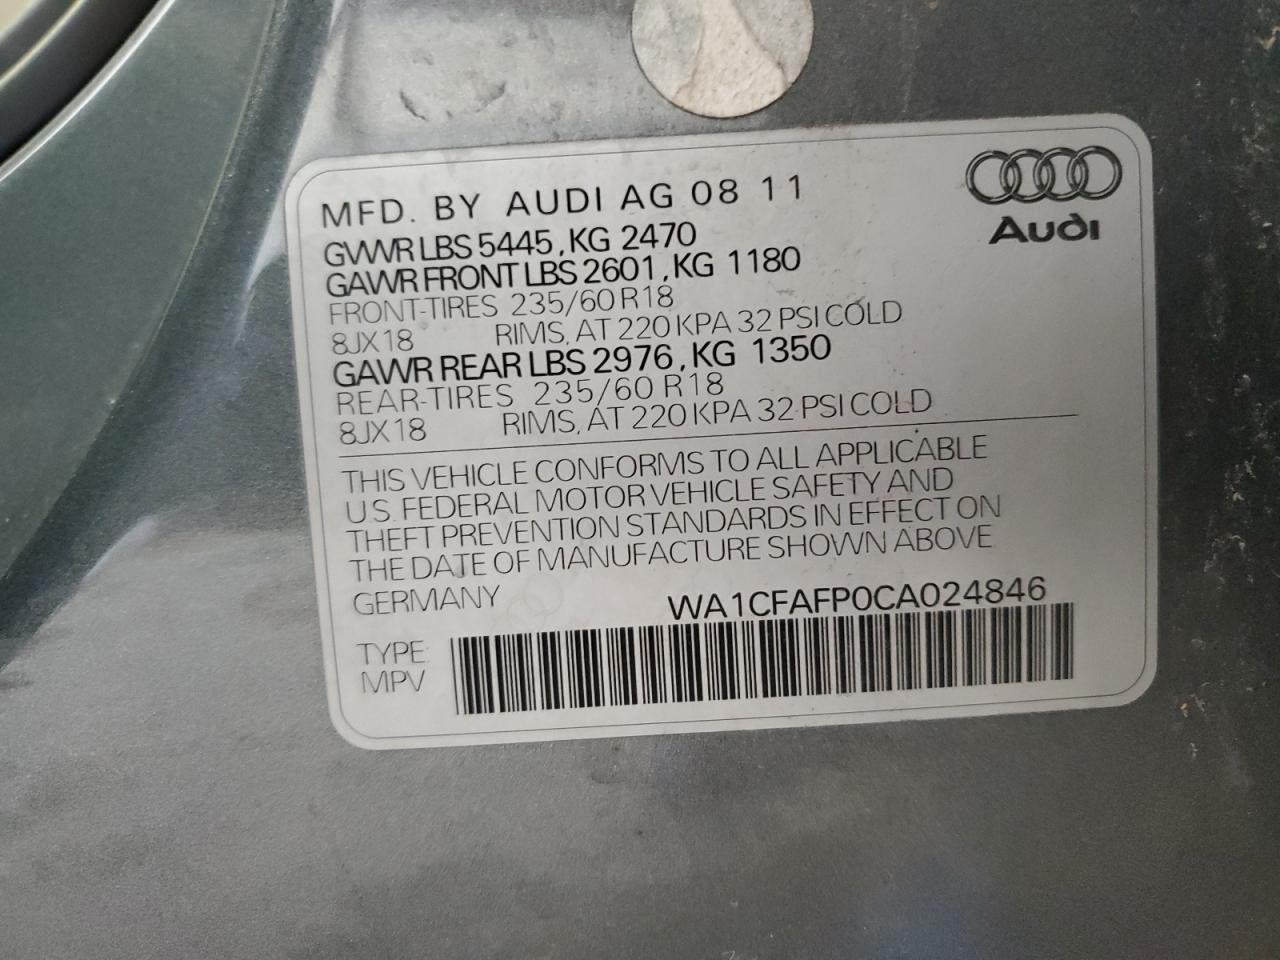 MFD. BY AUDI AG 08 11
Audi
GVWR LBS 5445, KG 2470
GAWR FRONT LBS 2601, KG 1180
FRONT-TIRES 235/60 R18
8JX18 RIMS, AT 220 KPA 32 PSI COLD
GAWR REAR LBS 2976, KG 1350
REAR-TIRES 235/60 R18
8JX18 RIMS, AT 220 KPA 32 PSI COLD
THIS VEHICLE CONFORMS TO ALL APPLICABLE
U.S. FEDERAL MOTOR VEHICLE SAFETY AND
THEFT PREVENTION STANDARDS IN EFFECT ON
THE DATE OF MANUFACTURE SHOWN ABOVE
GERMANY WA1CFAFP0CA024846
TYPE
MPV